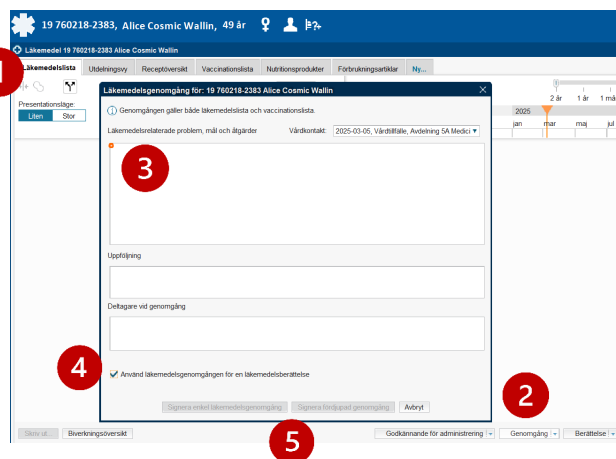 19 760218-2383, Alice Cosmic Wallin, 49 år
Läkemedel 19 760218-2383 Alice Cosmic Wallin
1
Läkemedelslista Utdelningsvy Receptöversikt Vaccinationslista Nutritionsprodukter Förbrukningsartiklar Ny...
Presentationsläge:
Liten Stor
2 år 1 år 1 må
2025
jan mar maj jul
Läkemedelsgenomgång för: 19 760218-2383 Alice Cosmic Wallin
Genomgången gäller både läkemedelslista och vaccinationslista.
Läkemedelsrelaterade problem, mål och åtgärder Vårdkontakt: 2025-03-05, Vårdtillfälle, Avdelning 5A Medici
3
Uppföljning
Deltagare vid genomgång
4
Använd läkemedelsgenomgången för en läkemedelsberättelse
Signera enkel läkemedelsgenomgång Signera fördjupad genomgång Avbryt
2
5
Skriv ut... Biverkningsöversikt Godkännande för administrering Genomgång Berättelse